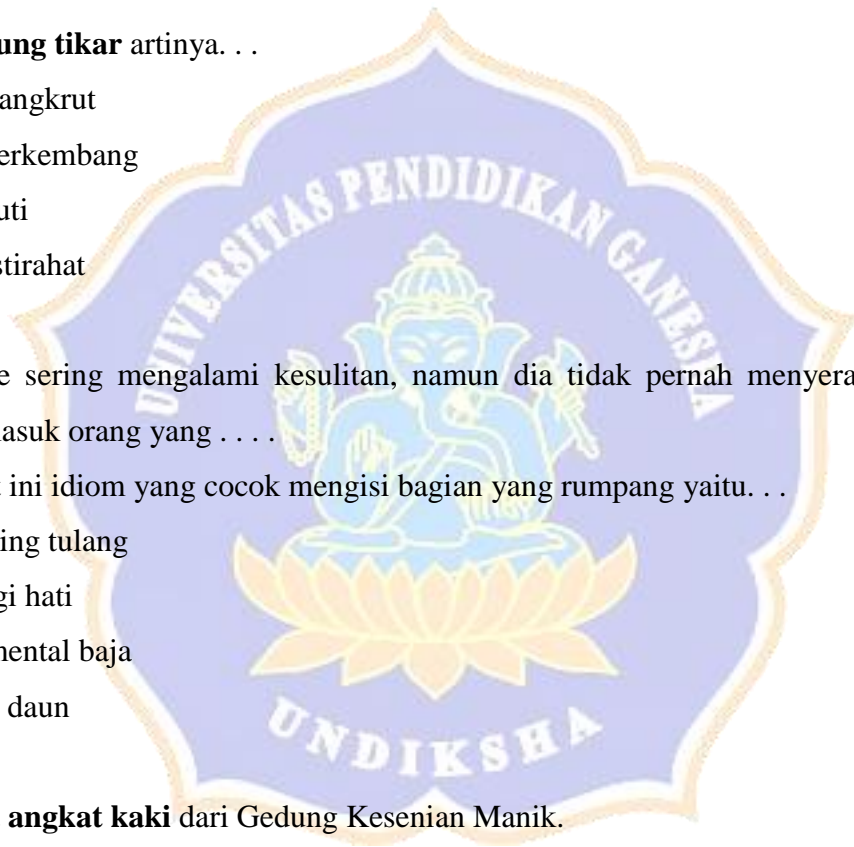 ung tikar artinya. . .
angkrut
erkembang
uti
stirahat
e sering mengalami kesulitan, namun dia tidak pernah menyera
asuk orang yang . . . .
t ini idiom yang cocok mengisi bagian yang rumpang yaitu. . .
ing tulang
gi hati
mental baja
daun
angkat kaki dari Gedung Kesenian Manik.
UNIVERSITAS PENDIDIKAN GANESHA
UNDIKSHA